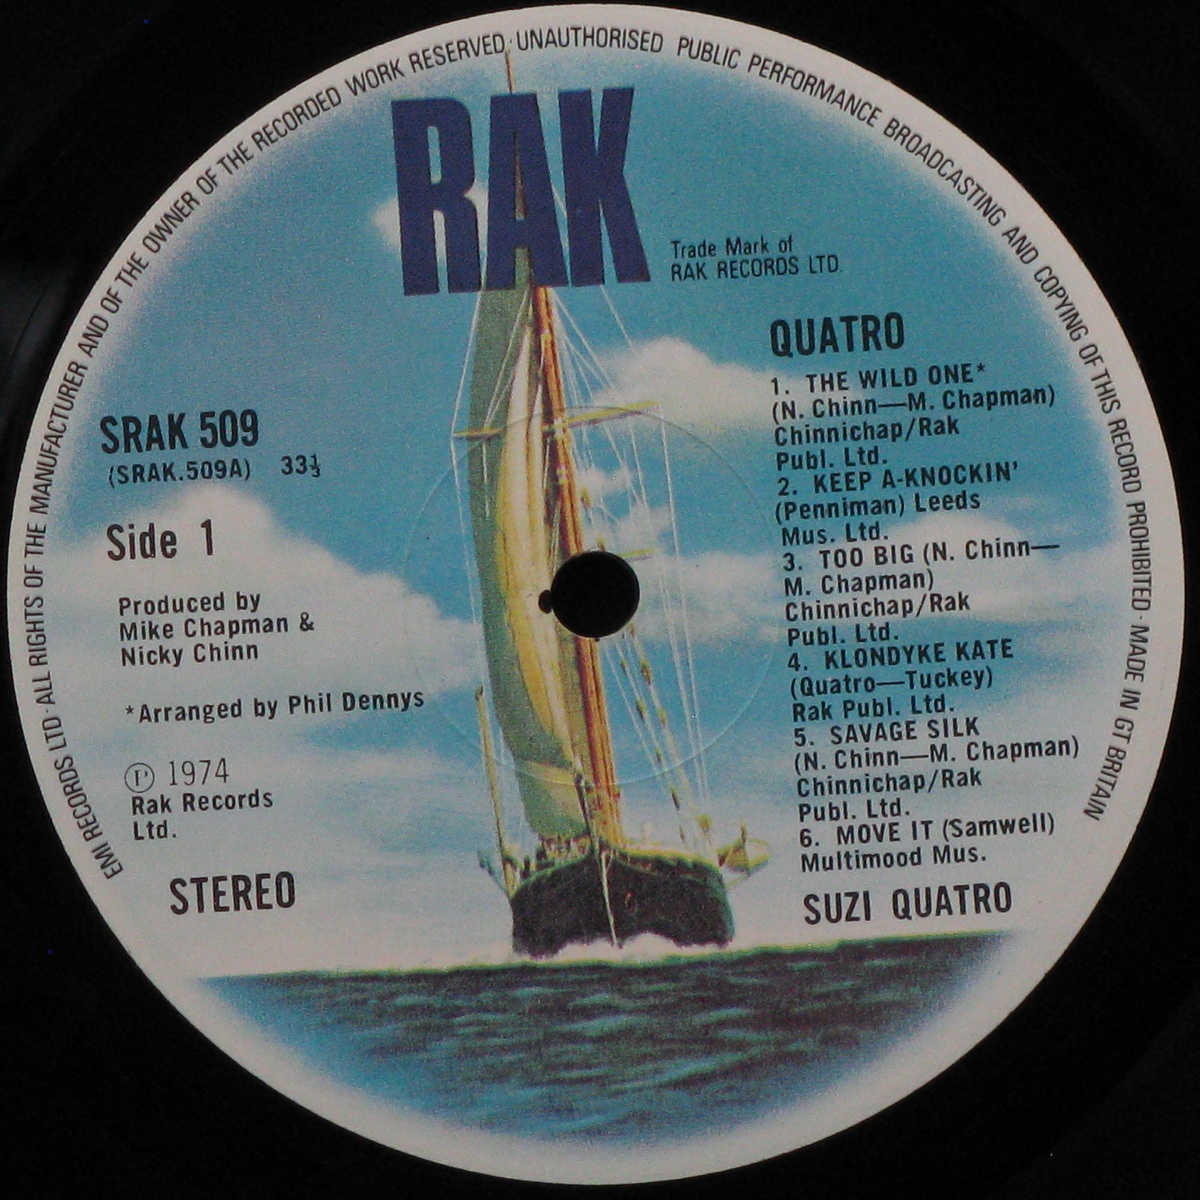 EMI RECORDS LTD · ALL RIGHTS OF THE MANUFACTURER AND OF THE OWNER OF THE RECORDED WORK RESERVED · UNAUTHORISED PUBLIC PERFORMANCE BROADCASTING AND COPYING OF THIS RECORD PROHIBITED · MADE IN GT BRITAIN
RAK
Trade Mark of
RAK RECORDS LTD.
SRAK 509
(SRAK.509A) 33⅓
Side 1
Produced by
Mike Chapman &
Nicky Chinn
*Arranged by Phil Dennys
Ⓟ 1974
Rak Records
Ltd.
STEREO
QUATRO
1. THE WILD ONE*
(N. Chinn—M. Chapman)
Chinnichap/Rak
Publ. Ltd.
2. KEEP A-KNOCKIN'
(Penniman) Leeds
Mus. Ltd.
3. TOO BIG (N. Chinn—
M. Chapman)
Chinnichap/Rak
Publ. Ltd.
4. KLONDYKE KATE
(Quatro—Tuckey)
Rak Publ. Ltd.
5. SAVAGE SILK
(N. Chinn—M. Chapman)
Chinnichap/Rak
Publ. Ltd.
6. MOVE IT (Samwell)
Multimood Mus.
SUZI QUATRO